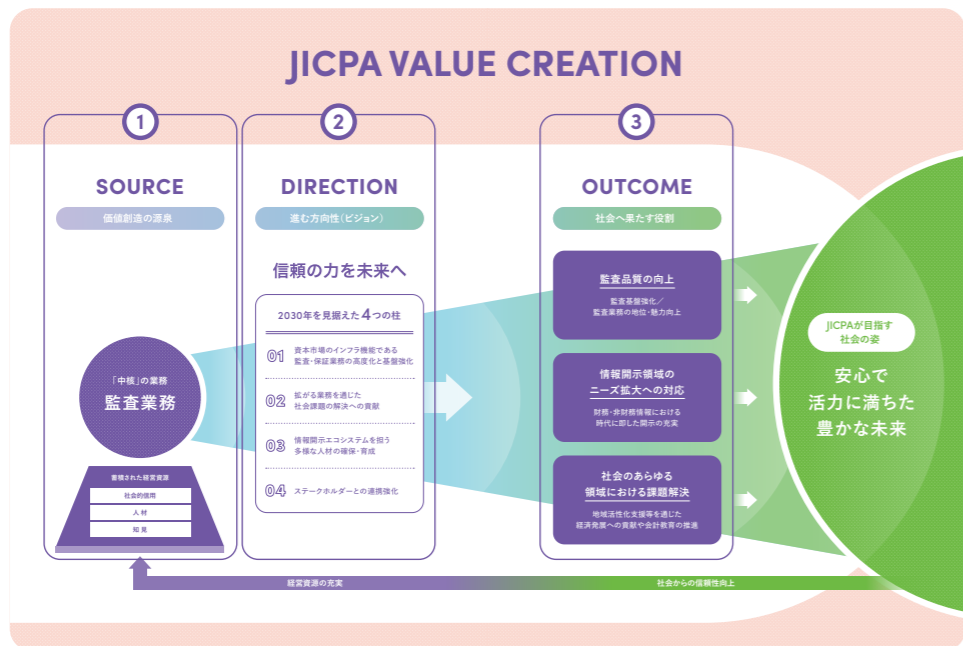 JICPA VALUE CREATION
1
SOURCE
価値創造の源泉
「中核」の業務
監査業務
蓄積された経営資源
社会的信用
人材
知見
2
DIRECTION
進む方向性(ビジョン)
信頼の力を未来へ
2030年を見据えた4つの柱
01
資本市場のインフラ機能である
監査・保証業務の高度化と基盤強化
02
拡がる業務を通じた
社会課題の解決への貢献
03
情報開示エコシステムを担う
多様な人材の確保・育成
04
ステークホルダーとの連携強化
3
OUTCOME
社会へ果たす役割
監査品質の向上
監査基盤強化/
監査業務の地位・魅力向上
情報開示領域の
ニーズ拡大への対応
財務・非財務情報における
時代に即した開示の充実
社会のあらゆる
領域における課題解決
地域活性化支援等を通じた
経済発展への貢献や会計教育の推進
JICPAが目指す
社会の姿
安心で
活力に満ちた
豊かな未来
経営資源の充実
社会からの信頼性向上